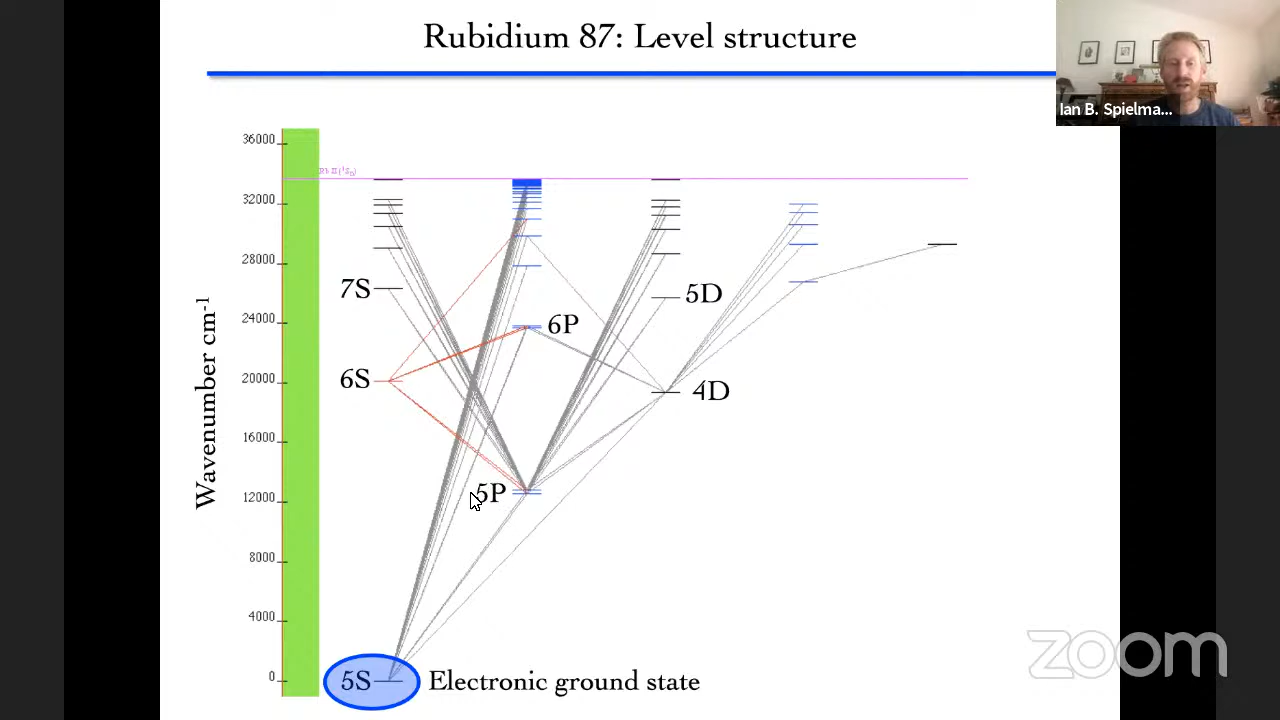 Rubidium 87: Level structure
Ian B. Spielma...
36000
32000
28000
24000
20000
16000
12000
8000
4000
0
Wavenumber cm-1
7S
6S
6P
5P
5D
4D
5S
Electronic ground state
zoom